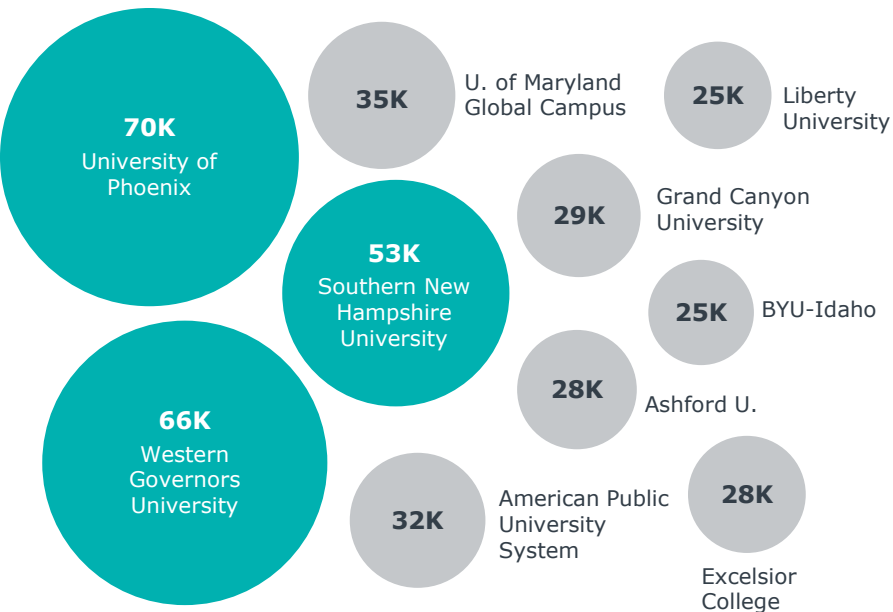 70K
University of
Phoenix
35K
U. of Maryland
Global Campus
25K
Liberty
University
53K
Southern New
Hampshire
University
29K
Grand Canyon
University
25K
BYU-Idaho
66K
Western
Governors
University
28K
Ashford U.
32K
American Public
University
System
28K
Excelsior
College